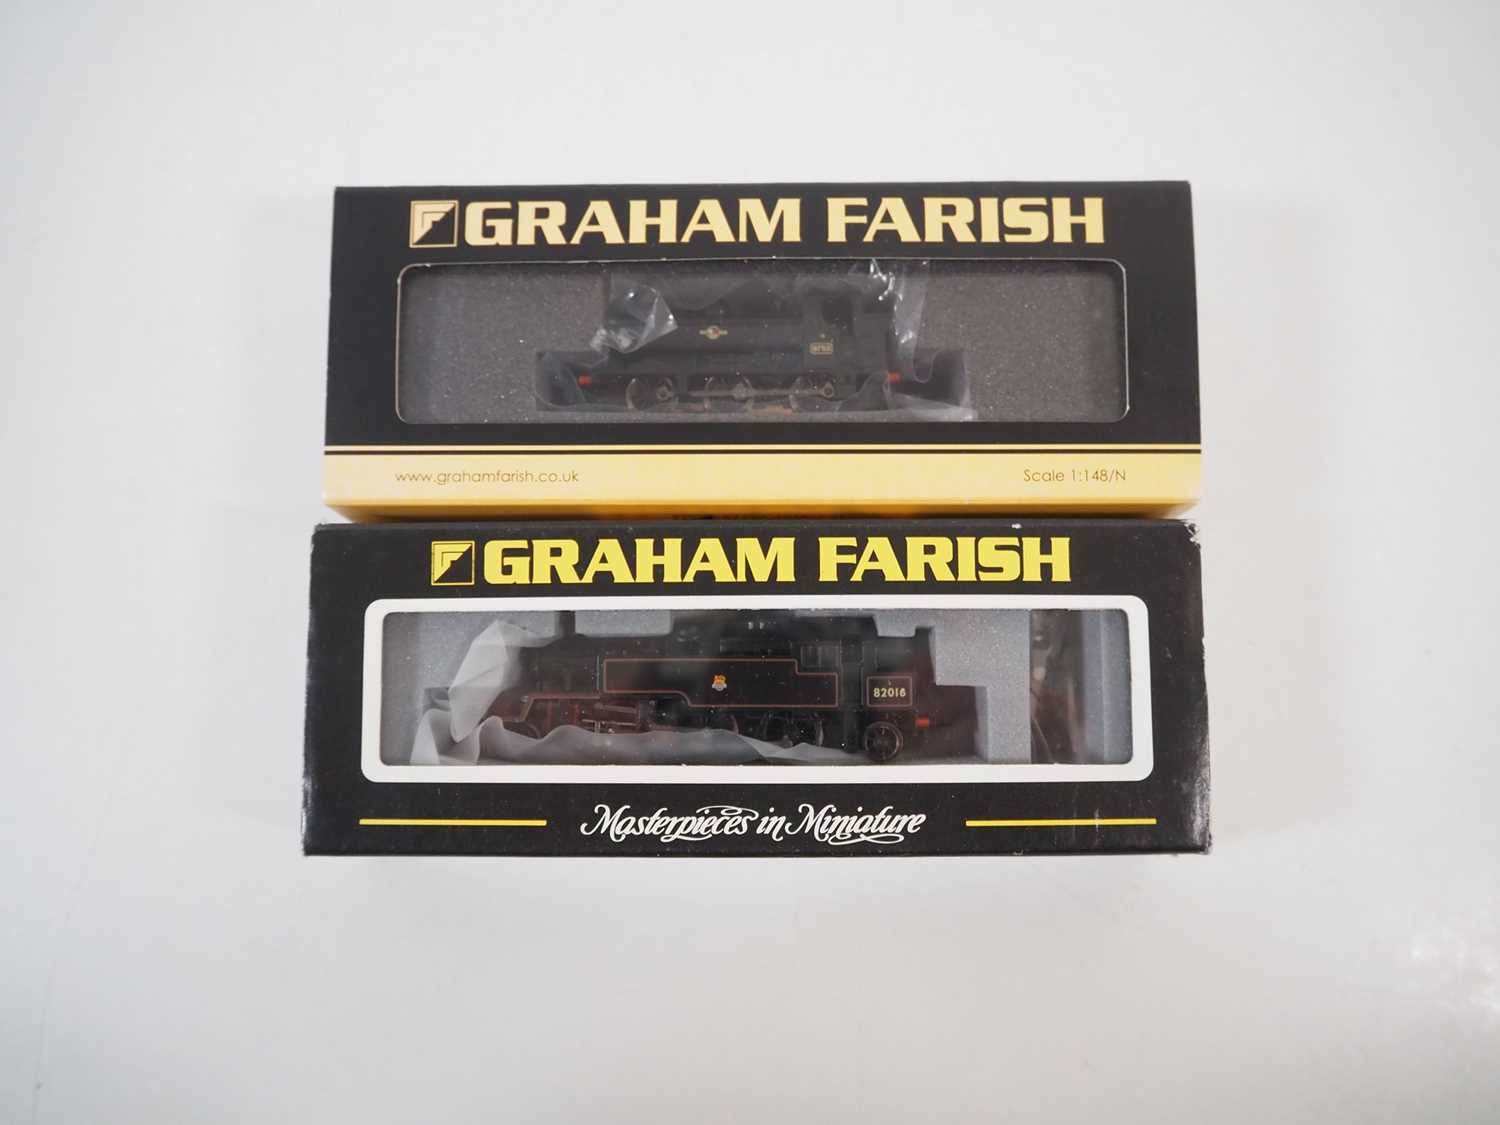 GRAHAM FARISH
www.grahamfarish.co.uk
Scale 1:148/N
GRAHAM FARISH
82016
Masterpieces in Miniature